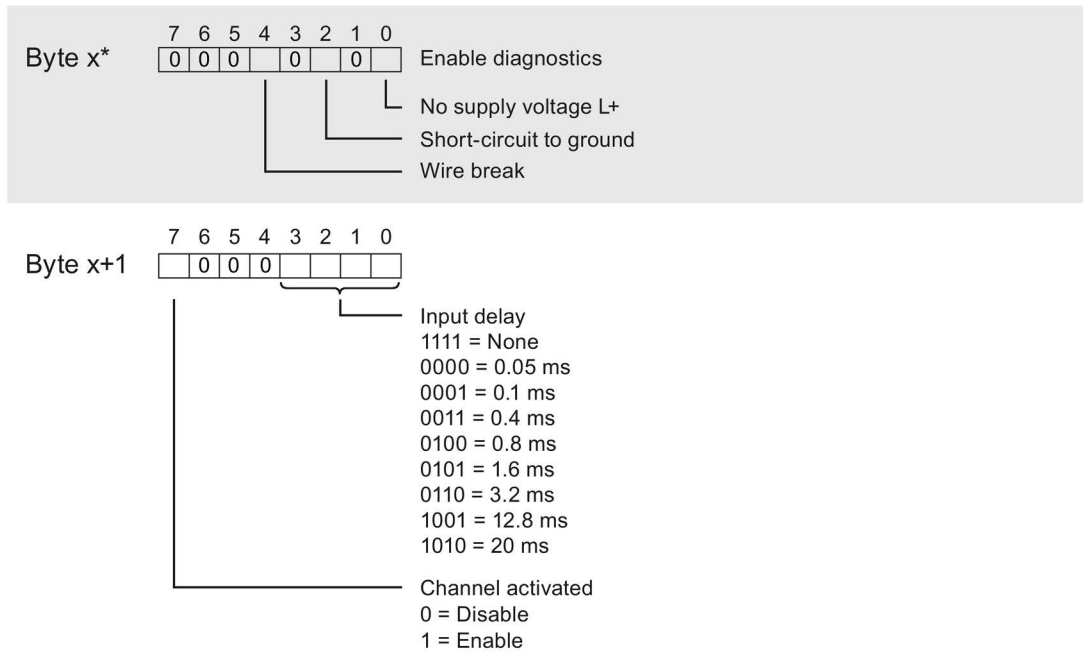 7 6 5 4 3 2 1 0
Byte x* 0 0 0 0 0 Enable diagnostics
No supply voltage L+
Short-circuit to ground
Wire break
7 6 5 4 3 2 1 0
Byte x+1 0 0 0
Input delay
1111 = None
0000 = 0.05 ms
0001 = 0.1 ms
0011 = 0.4 ms
0100 = 0.8 ms
0101 = 1.6 ms
0110 = 3.2 ms
1001 = 12.8 ms
1010 = 20 ms
Channel activated
0 = Disable
1 = Enable